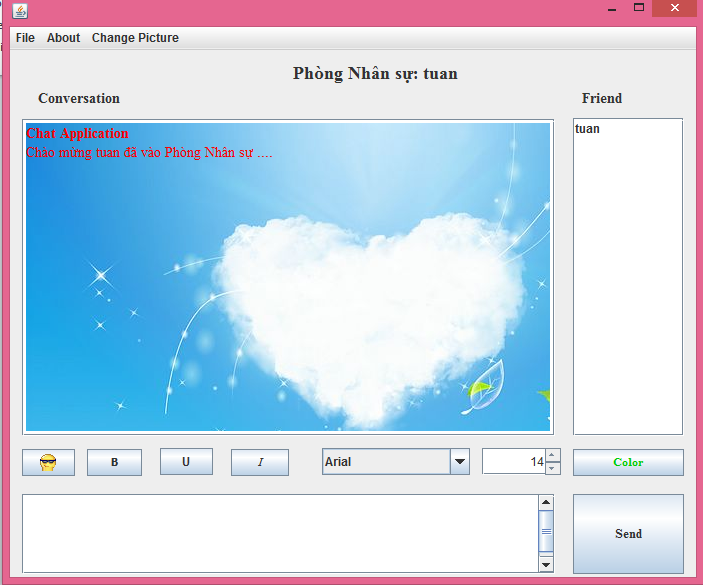 File About Change Picture
Phòng Nhân sự: tuan
Conversation
Friend
Chat Application
Chào mừng tuan đã vào Phòng Nhân sự ....
tuan
B U I Arial 14 Color
Send